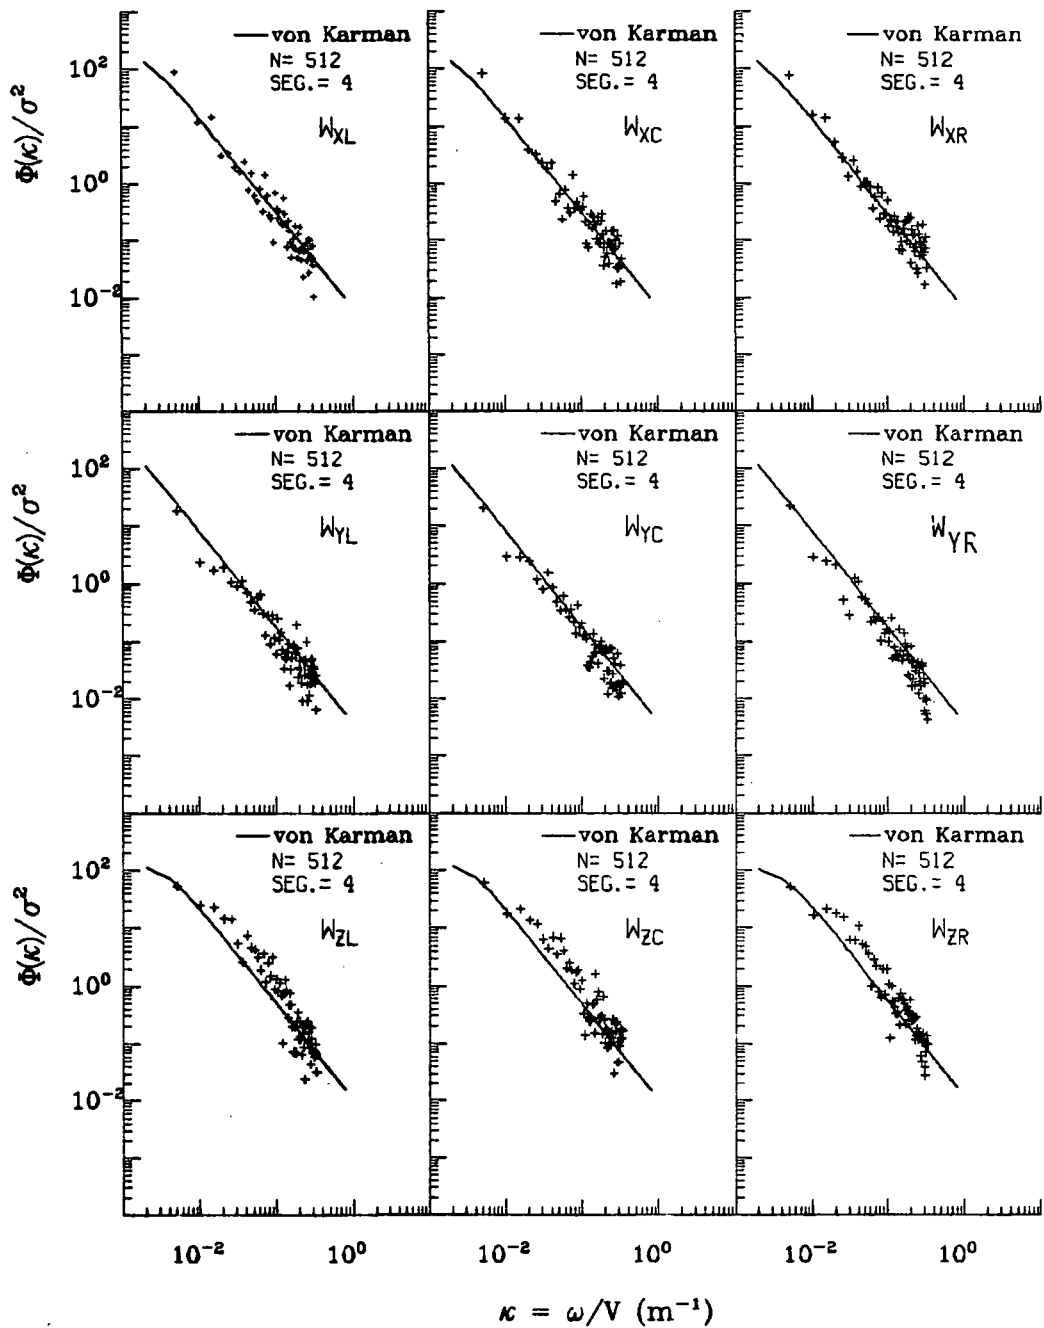 von Karman
N= 512
SEG.= 4
W_XL
von Karman
N= 512
SEG.= 4
W_XC
von Karman
N= 512
SEG.= 4
W_XR
Φ(κ)/σ²
10²
10⁰
10⁻²
von Karman
N= 512
SEG.= 4
W_YL
von Karman
N= 512
SEG.= 4
W_YC
von Karman
N= 512
SEG.= 4
W_YR
Φ(κ)/σ²
10²
10⁰
10⁻²
von Karman
N= 512
SEG.= 4
W_ZL
von Karman
N= 512
SEG.= 4
W_ZC
von Karman
N= 512
SEG.= 4
W_ZR
Φ(κ)/σ²
10²
10⁰
10⁻²
10⁻² 10⁰ 10⁻² 10⁰ 10⁻² 10⁰
κ = ω/V (m⁻¹)